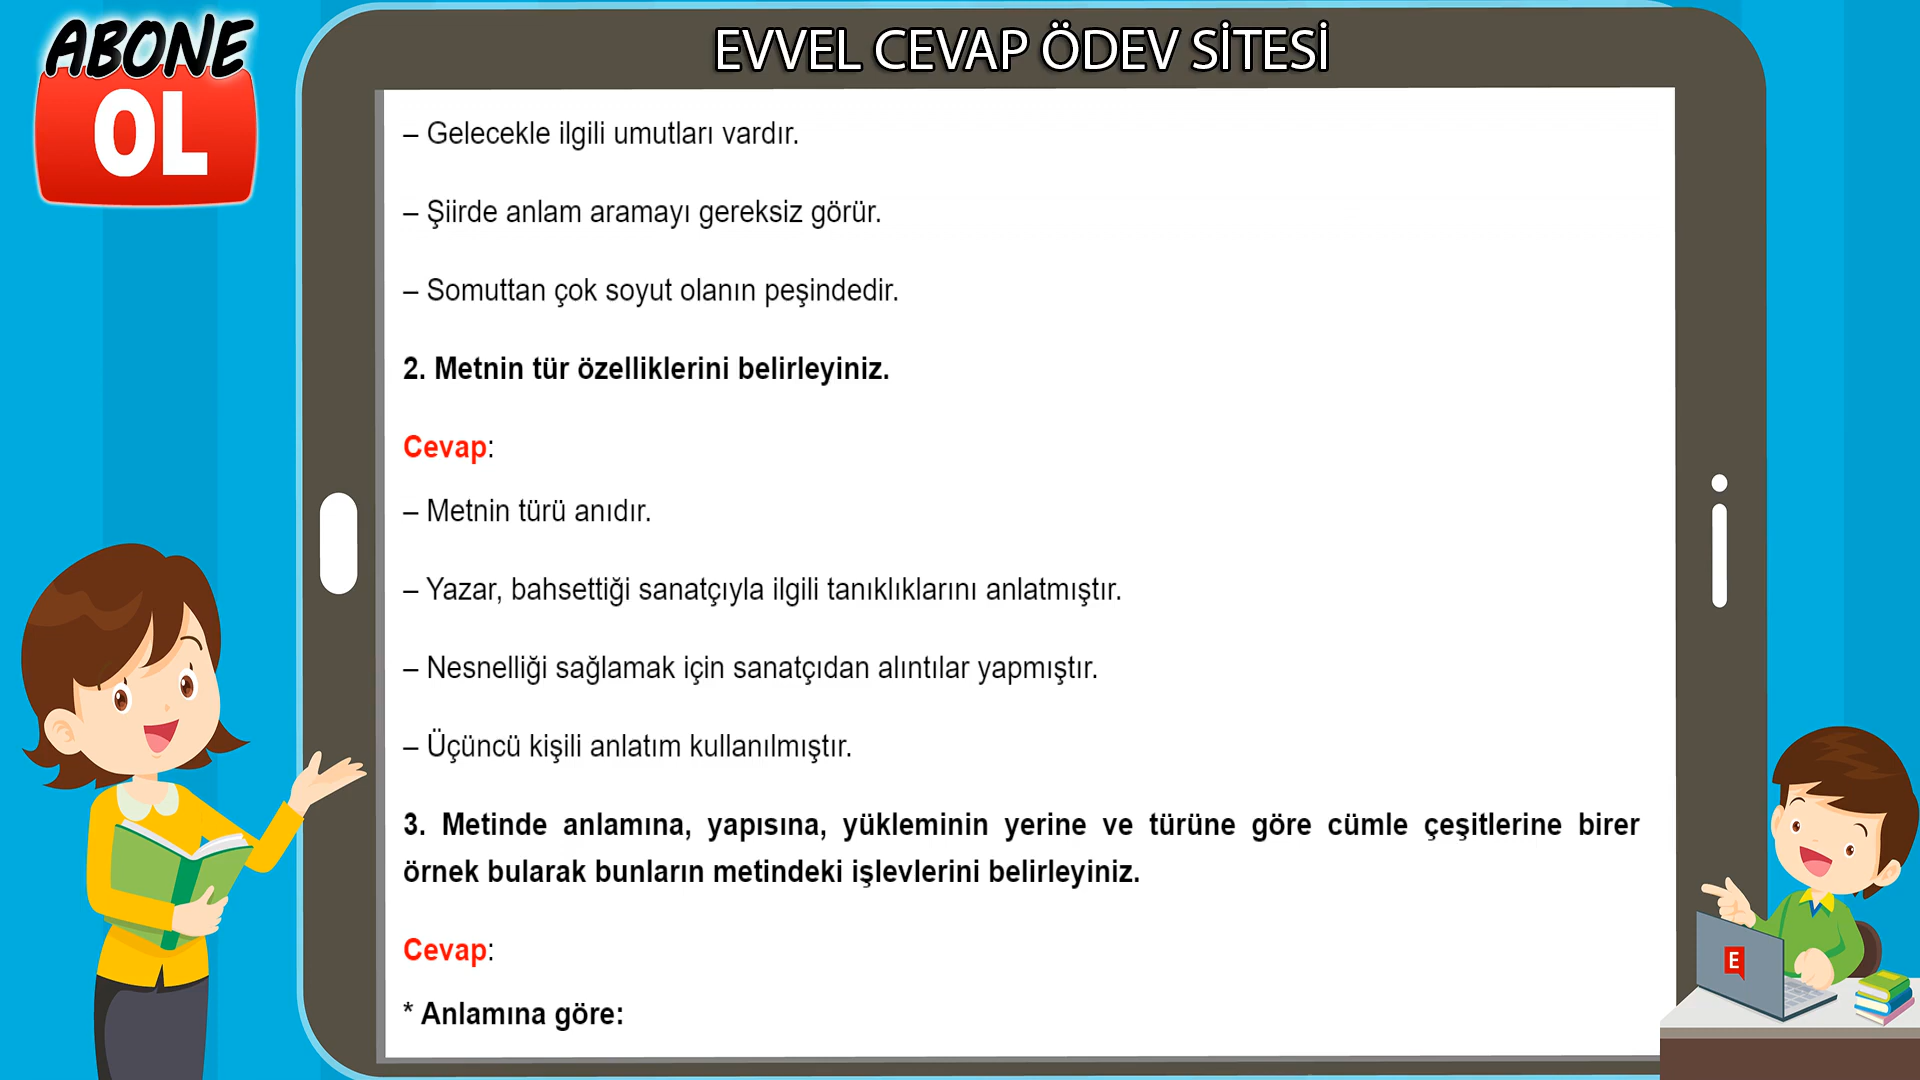 ABONE
OL
EVVEL CEVAP ÖDEV SİTESİ
– Gelecekle ilgili umutları vardır.
– Şiirde anlam aramayı gereksiz görür.
– Somuttan çok soyut olanın peşindedir.
2. Metnin tür özelliklerini belirleyiniz.
Cevap:
– Metnin türü anıdır.
– Yazar, bahsettiği sanatçıyla ilgili tanıklıklarını anlatmıştır.
– Nesnelliği sağlamak için sanatçıdan alıntılar yapmıştır.
– Üçüncü kişili anlatım kullanılmıştır.
3. Metinde anlamına, yapısına, yükleminin yerine ve türüne göre cümle çeşitlerine birer
örnek bularak bunların metindeki işlevlerini belirleyiniz.
Cevap:
* Anlamına göre:
E